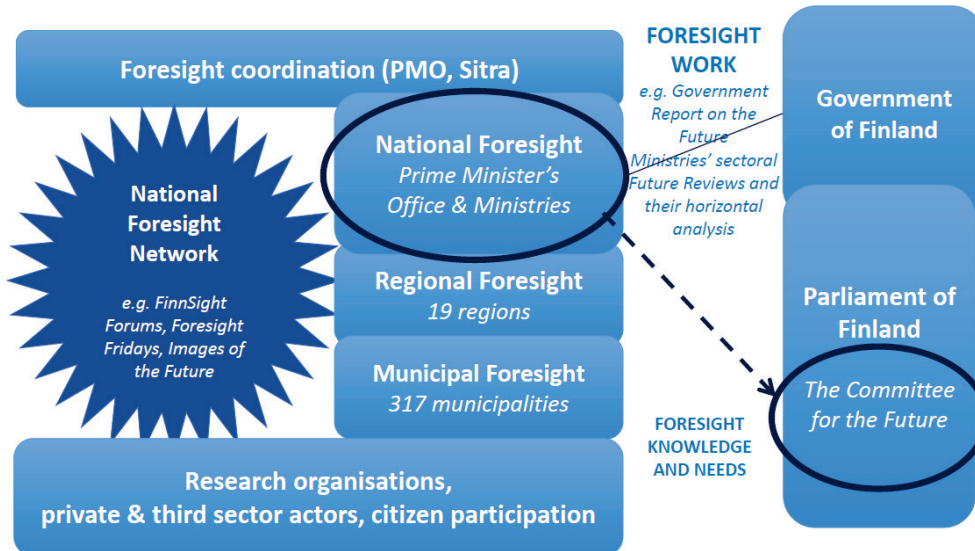 Foresight coordination (PMO, Sitra)
National
Foresight
Network
e.g. FinnSight
Forums, Foresight
Fridays, Images of
the Future
National Foresight
Prime Minister's
Office & Ministries
Regional Foresight
19 regions
Municipal Foresight
317 municipalities
Research organisations,
private & third sector actors, citizen participation
FORESIGHT
WORK
e.g. Government
Report on the
Future
Ministries' sectoral
Future Reviews and
their horizontal
analysis
FORESIGHT
KNOWLEDGE
AND NEEDS
Government
of Finland
Parliament of
Finland
The Committee
for the Future